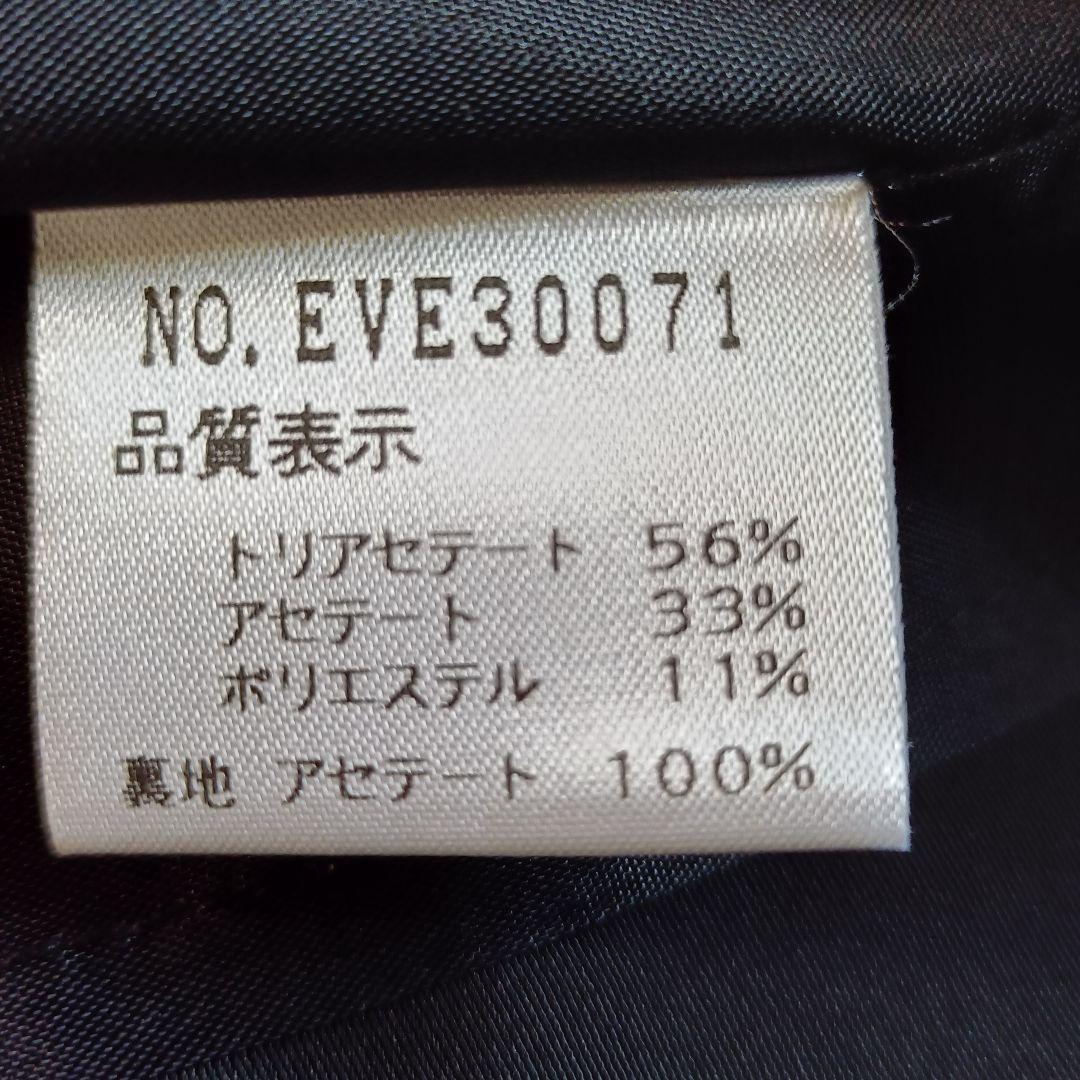 NO.EVE30071
品質表示
トリアセテート 56%
アセテート 33%
ポリエステル 11%
裏地 アセテート 100%